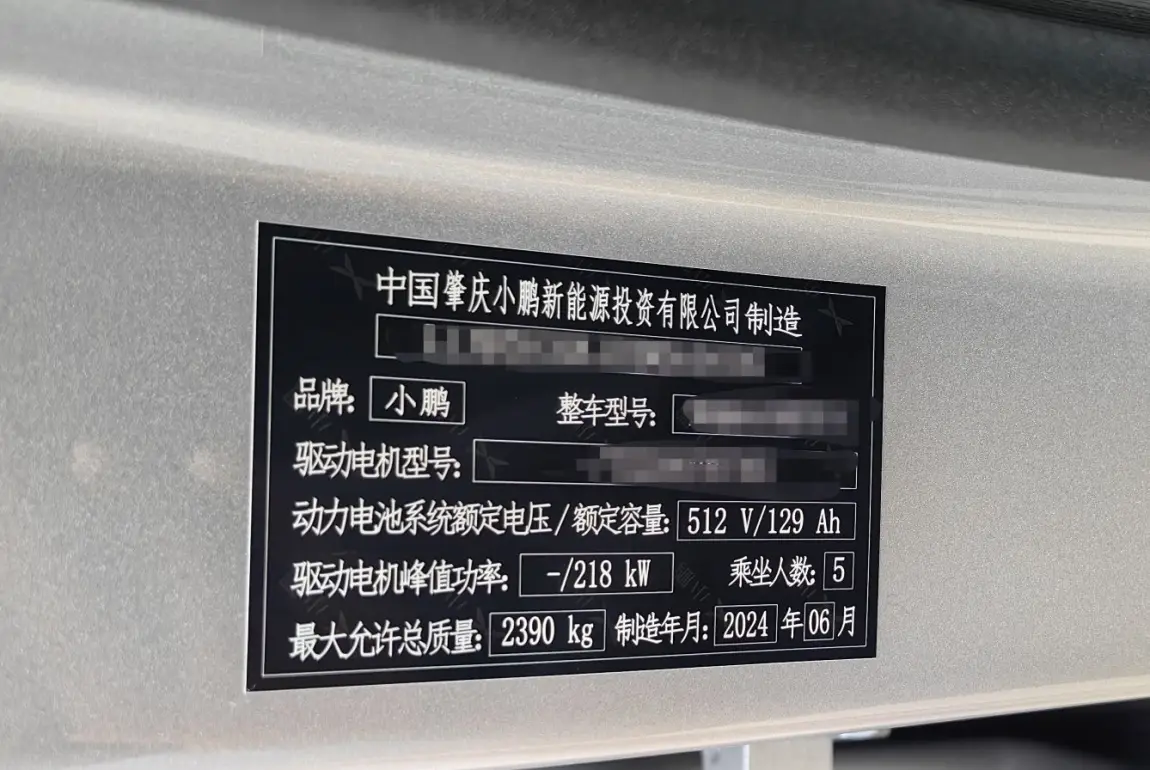 中国肇庆小鹏新能源投资有限公司制造
品牌: 小鹏 整车型号:
驱动电机型号:
动力电池系统额定电压/额定容量: 512 V/129 Ah
驱动电机峰值功率: -/218 kW 乘坐人数: 5
最大允许总质量: 2390 kg 制造年月: 2024 年 06 月